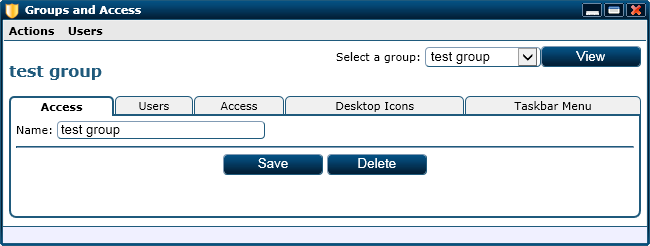 Groups and Access
Actions Users
Select a group: test group View
test group
Access Users Access Desktop Icons Taskbar Menu
Name: test group
Save Delete